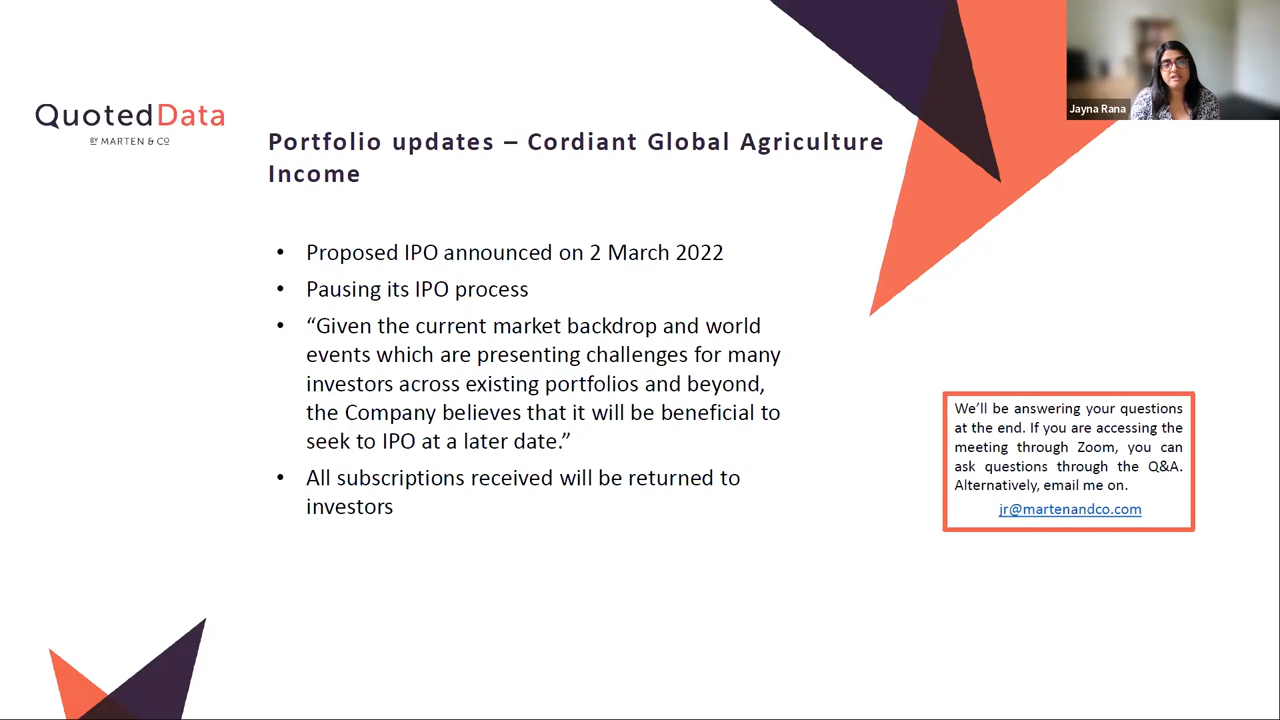 Jayna Rana
QuotedData
BY MARTEN & CO
Portfolio updates – Cordiant Global Agriculture
Income
• Proposed IPO announced on 2 March 2022
• Pausing its IPO process
• “Given the current market backdrop and world
events which are presenting challenges for many
investors across existing portfolios and beyond,
the Company believes that it will be beneficial to
seek to IPO at a later date.”
• All subscriptions received will be returned to
investors
We’ll be answering your questions
at the end. If you are accessing the
meeting through Zoom, you can
ask questions through the Q&A.
Alternatively, email me on.
jr@martenandco.com